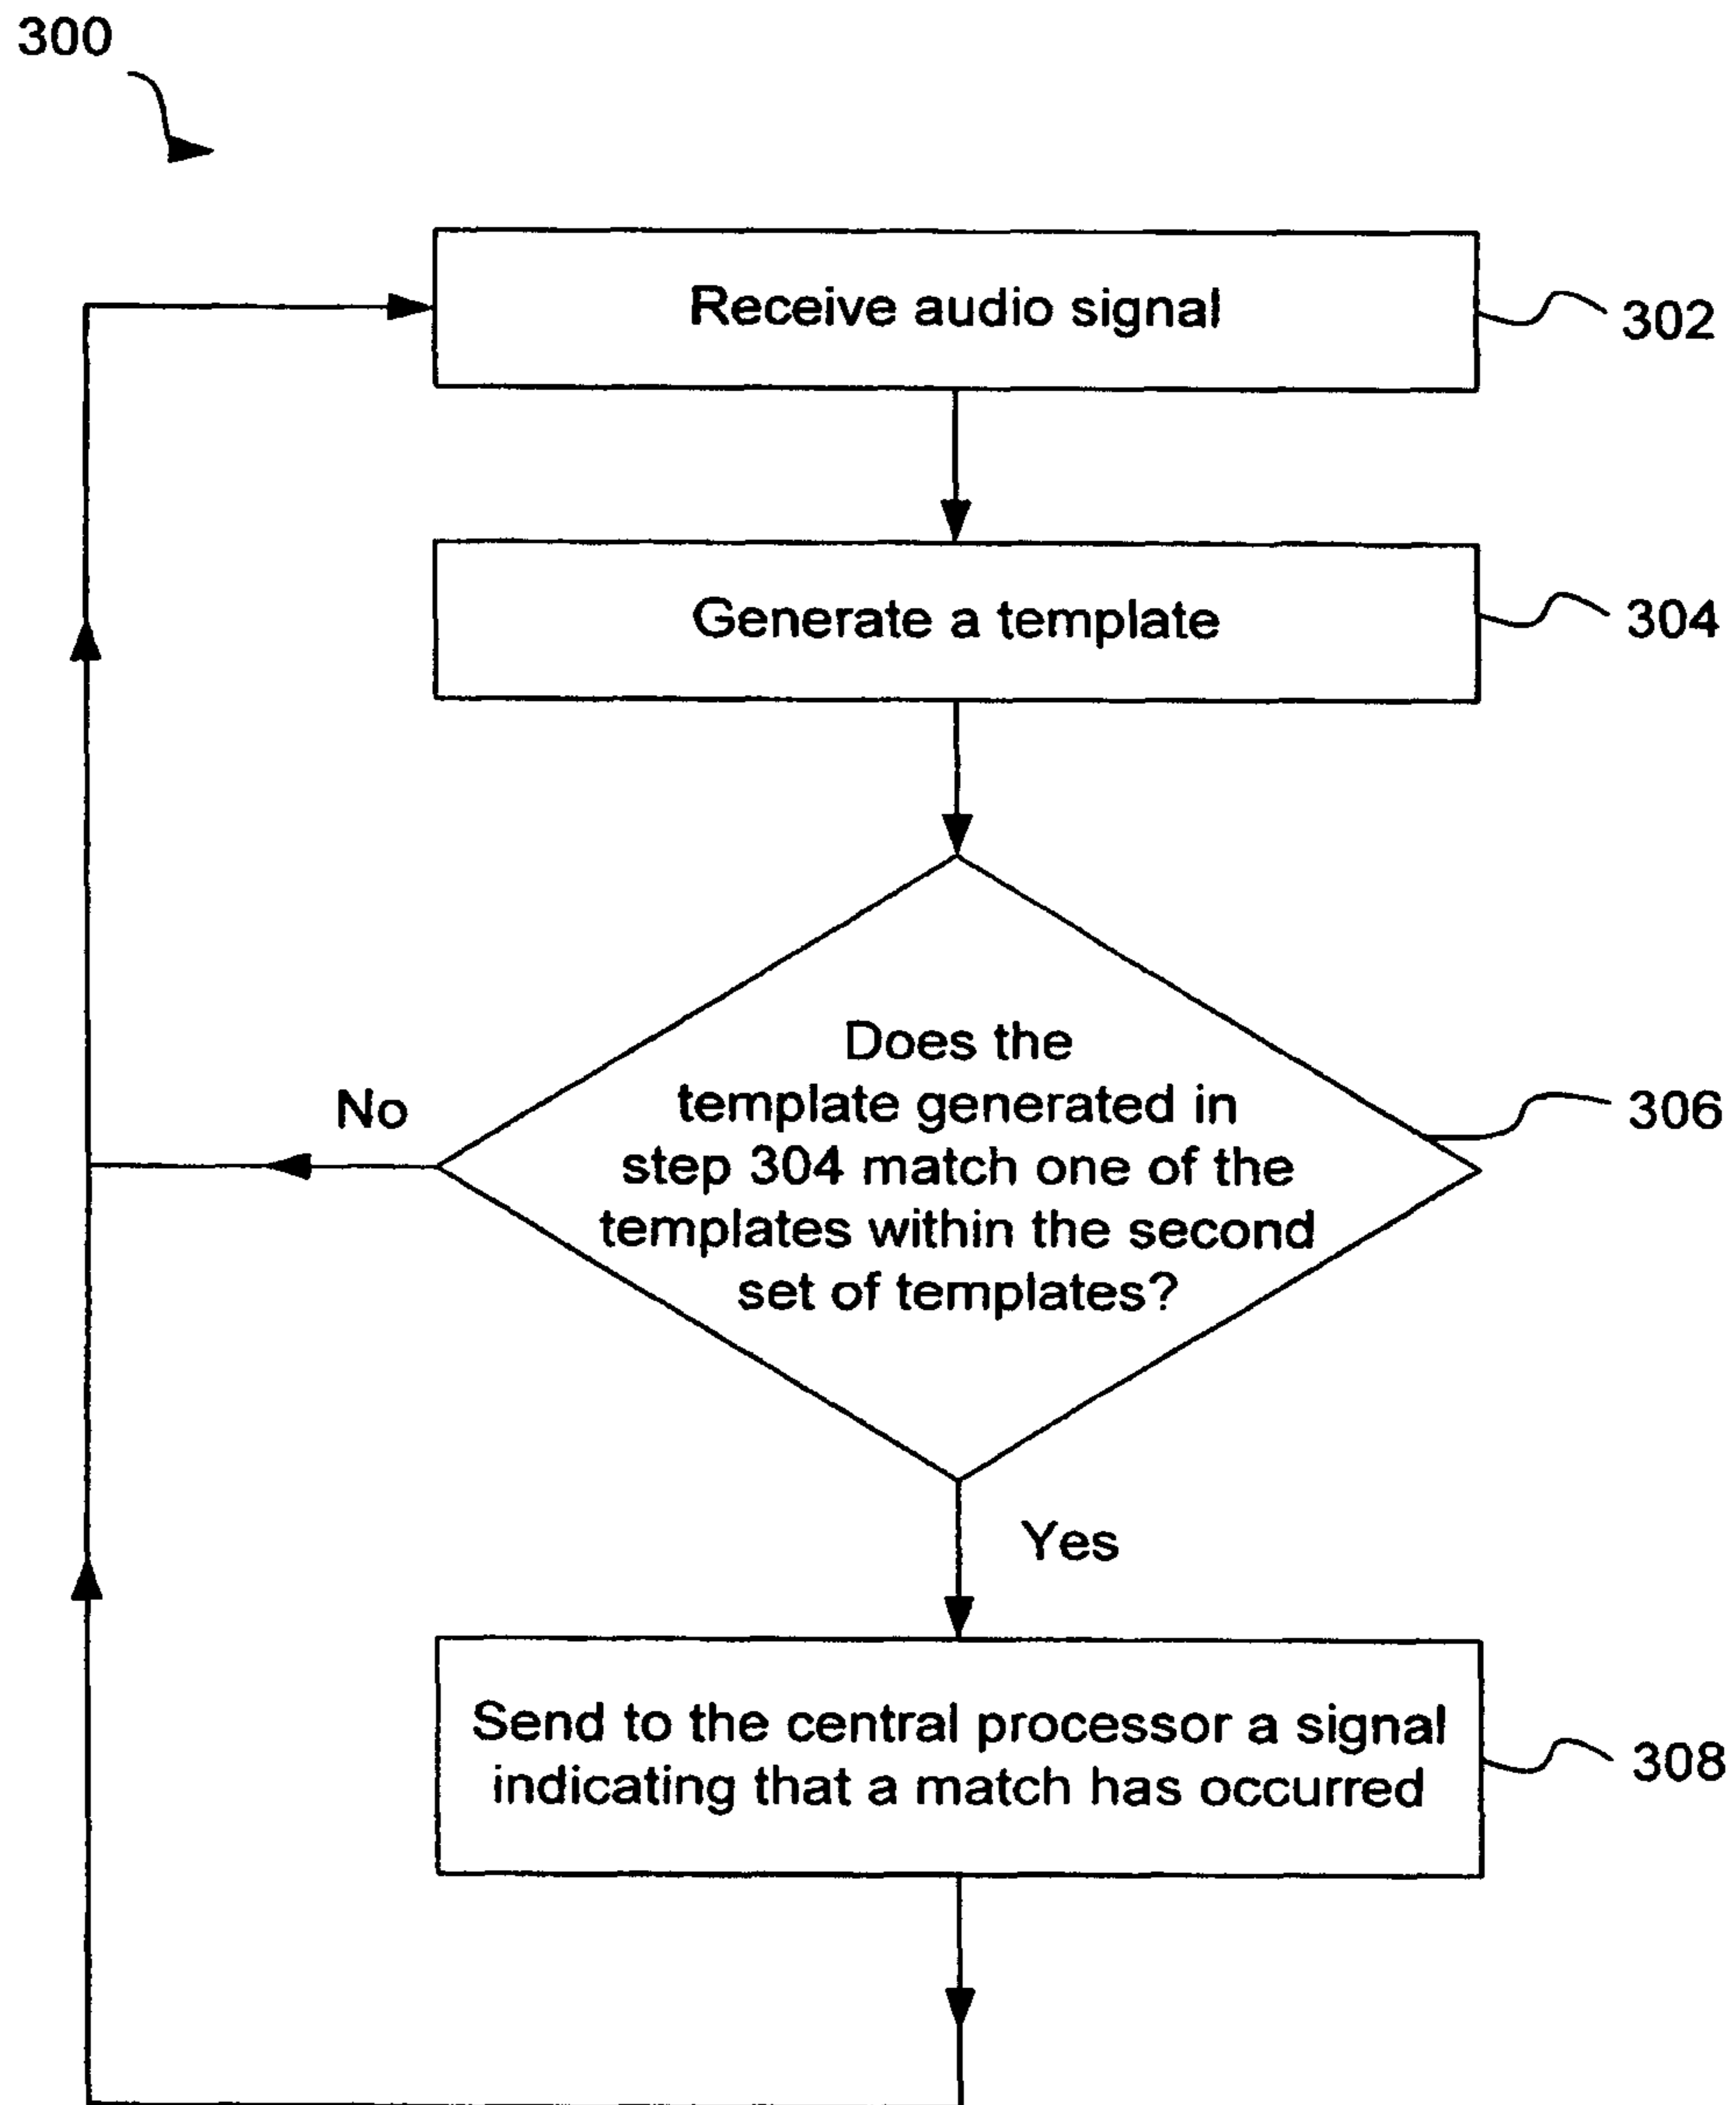 300
Receive audio signal
302
Generate a template
304
Does the
template generated in
step 304 match one of the
templates within the second
set of templates?
306
No
Yes
Send to the central processor a signal
indicating that a match has occurred
308